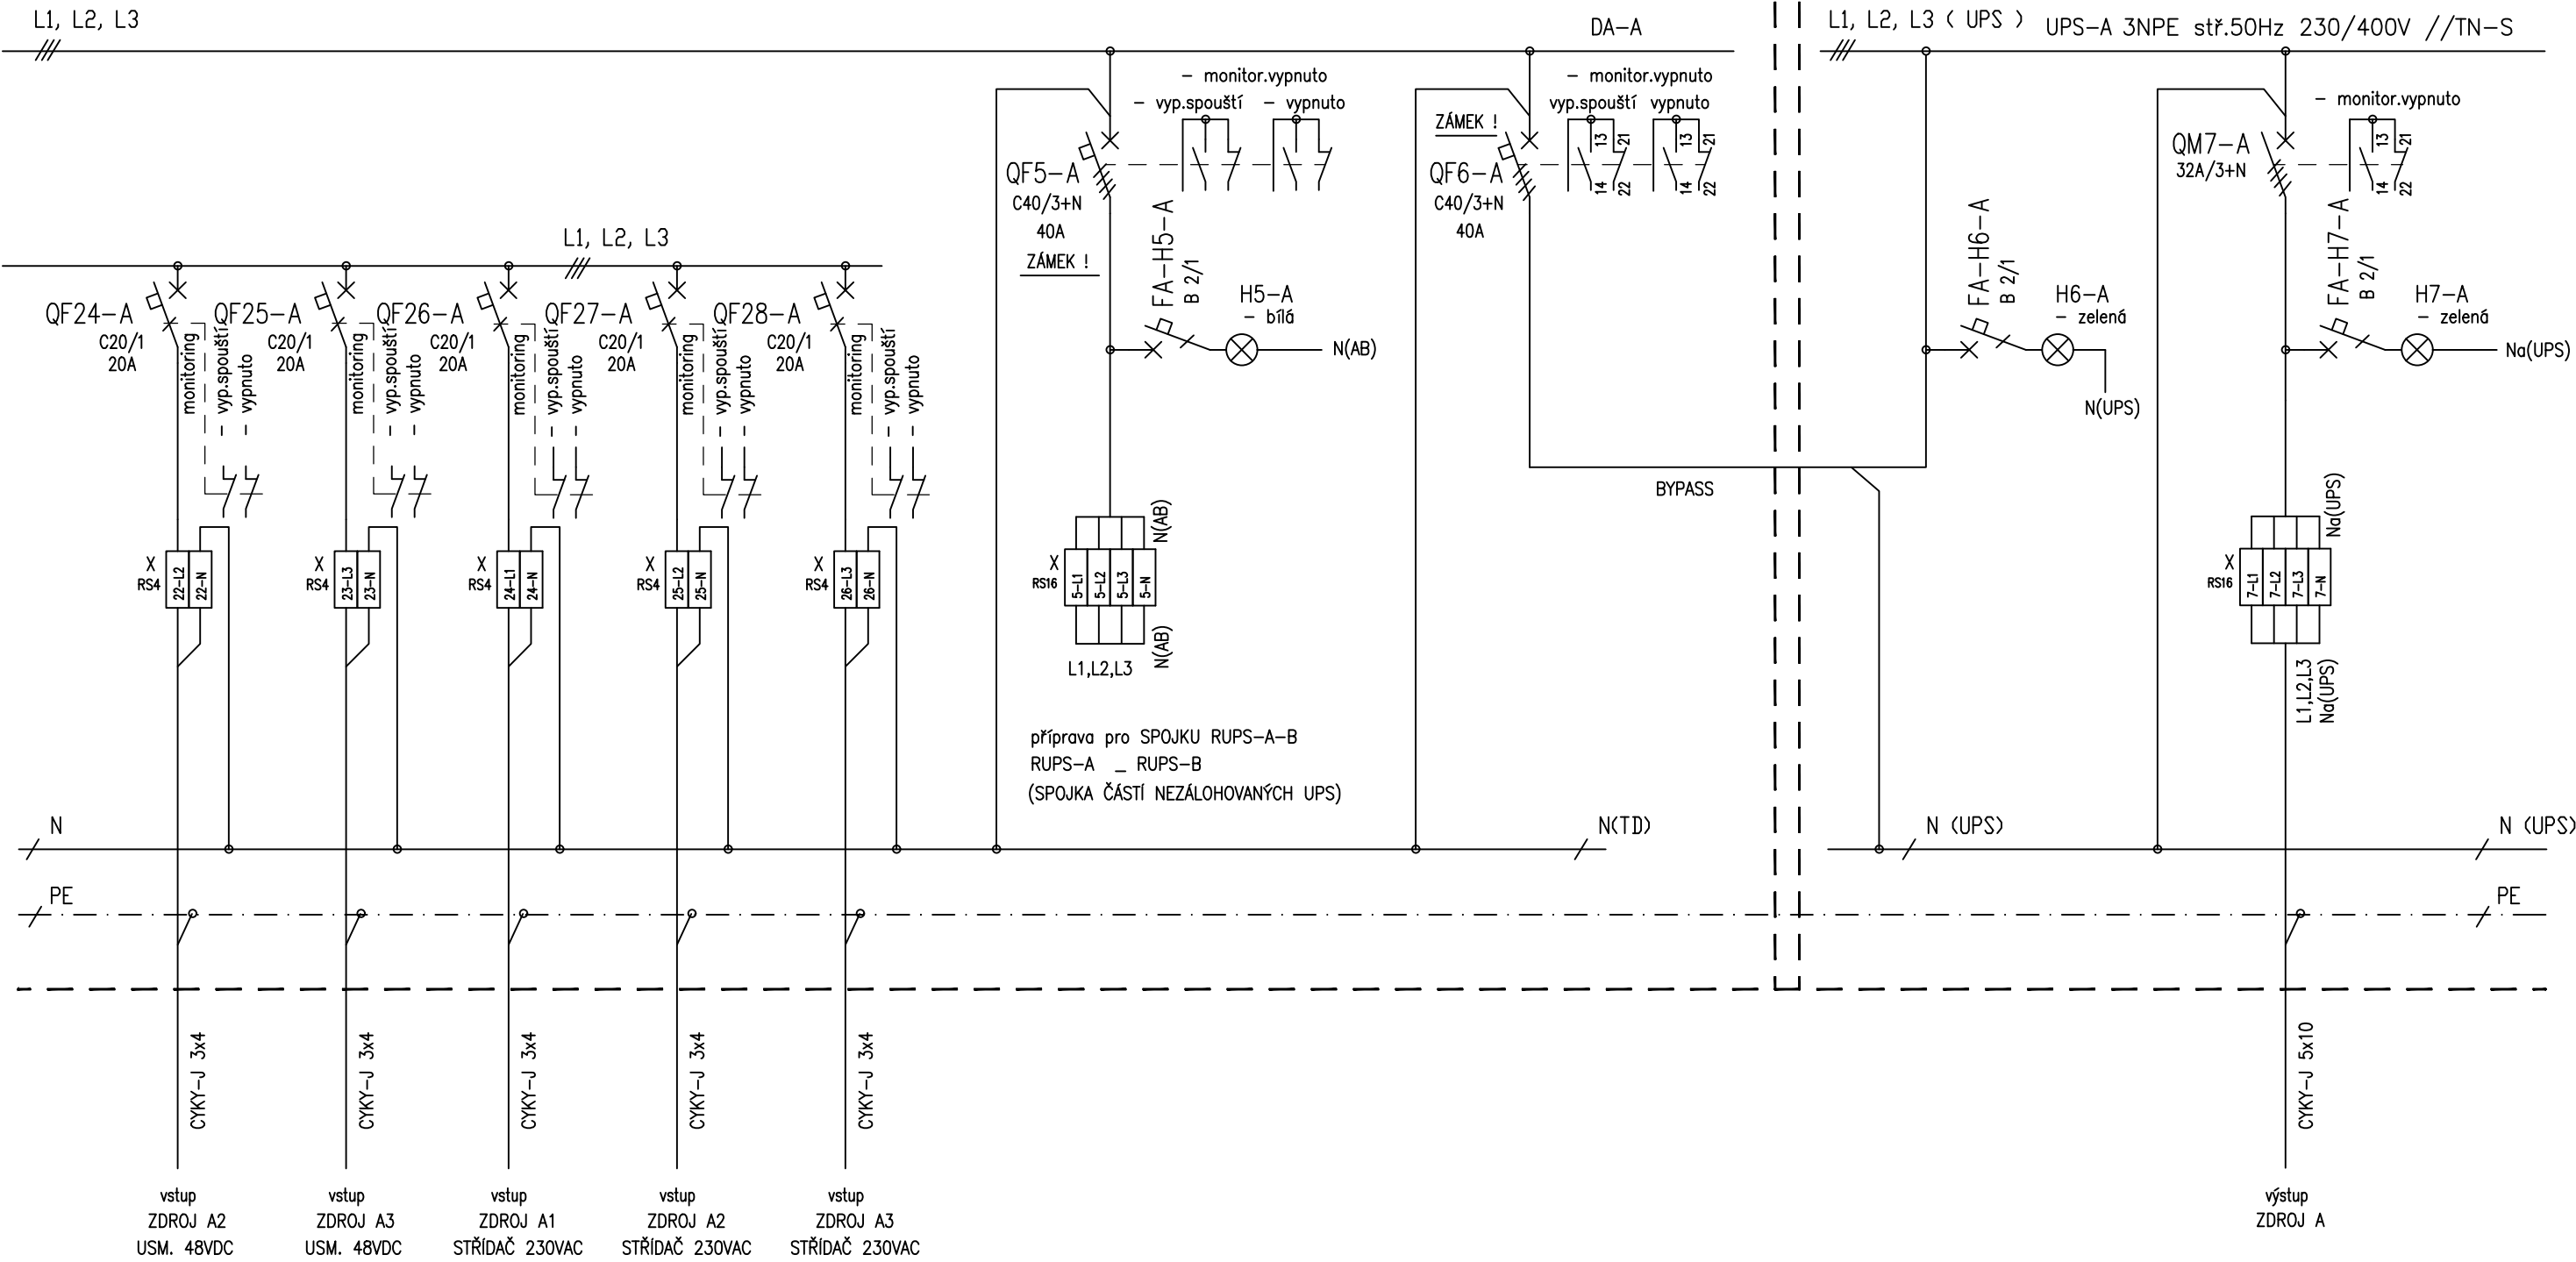 L1, L2, L3
DA-A
L1, L2, L3 ( UPS )
UPS-A 3NPE stř.50Hz 230/400V //TN-S
- monitor.vypnuto
- vyp.spouští
- vypnuto
QF5-A
C40/3+N
40A
ZÁMEK !
FA-H5-A
B 2/1
H5-A
- bílá
N(AB)
- monitor.vypnuto
vyp.spouští
vypnuto
ZÁMEK !
QF6-A
C40/3+N
40A
13
21
14
22
13
21
14
22
BYPASS
FA-H6-A
B 2/1
H6-A
- zelená
N(UPS)
- monitor.vypnuto
QM7-A
32A/3+N
13
21
14
22
FA-H7-A
B 2/1
H7-A
- zelená
Na(UPS)
L1, L2, L3
QF24-A
C20/1
20A
monitoring
- vyp.spouští
- vypnuto
QF25-A
C20/1
20A
monitoring
- vyp.spouští
- vypnuto
QF26-A
C20/1
20A
monitoring
- vyp.spouští
- vypnuto
QF27-A
C20/1
20A
monitoring
- vyp.spouští
- vypnuto
QF28-A
C20/1
20A
monitoring
- vyp.spouští
- vypnuto
X
RS4
22-L2
22-N
X
RS4
23-L3
23-N
X
RS4
24-L1
24-N
X
RS4
25-L2
25-N
X
RS4
26-L3
26-N
X
RS16
5-L1
5-L2
5-L3
5-N
N(AB)
N(AB)
L1,L2,L3
X
RS16
7-L1
7-L2
7-L3
7-N
Na(UPS)
L1,L2,L3
Na(UPS)
příprava pro SPOJKU RUPS-A-B
RUPS-A _ RUPS-B
(SPOJKA ČÁSTÍ NEZÁLOHOVANÝCH UPS)
N
N(TD)
N (UPS)
N (UPS)
PE
PE
CYKY-J 3x4
CYKY-J 3x4
CYKY-J 3x4
CYKY-J 3x4
CYKY-J 3x4
CYKY-J 5x10
vstup
ZDROJ A2
USM. 48VDC
vstup
ZDROJ A3
USM. 48VDC
vstup
ZDROJ A1
STŘÍDAČ 230VAC
vstup
ZDROJ A2
STŘÍDAČ 230VAC
vstup
ZDROJ A3
STŘÍDAČ 230VAC
výstup
ZDROJ A